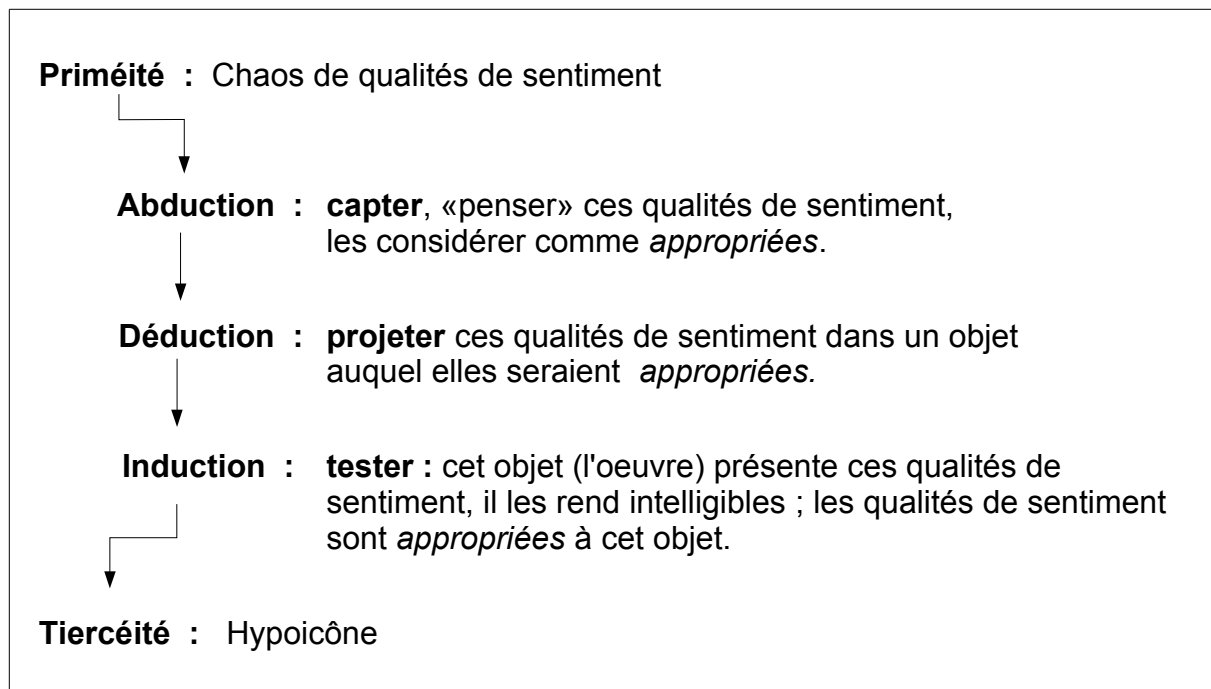 Priméité : Chaos de qualités de sentiment
Abduction : capter, «penser» ces qualités de sentiment,
les considérer comme appropriées.
Déduction : projeter ces qualités de sentiment dans un objet
auquel elles seraient appropriées.
Induction : tester : cet objet (l'oeuvre) présente ces qualités de
sentiment, il les rend intelligibles ; les qualités de sentiment
sont appropriées à cet objet.
Tiercéité : Hypoicône